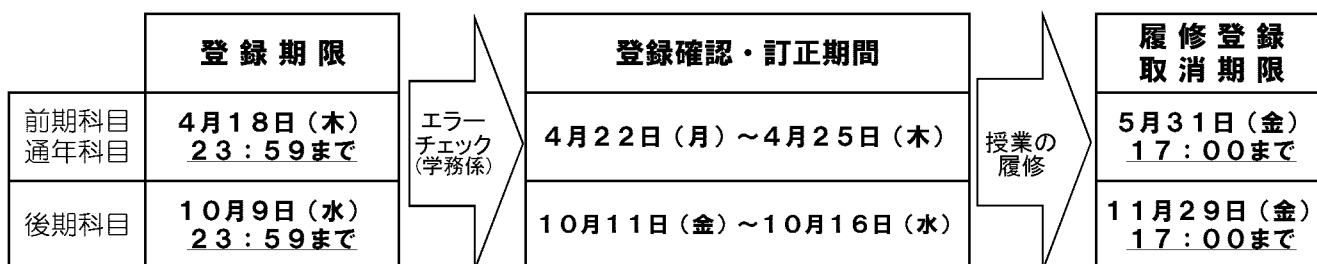 登録期限
登録確認・訂正期間
履修登録
取消期限
前期科目
通年科目
4月18日(木)
23:59まで
エラー
チェック
(学務係)
4月22日(月)~4月25日(木)
授業の
履修
5月31日(金)
17:00まで
後期科目
10月9日(水)
23:59まで
10月11日(金)~10月16日(水)
11月29日(金)
17:00まで